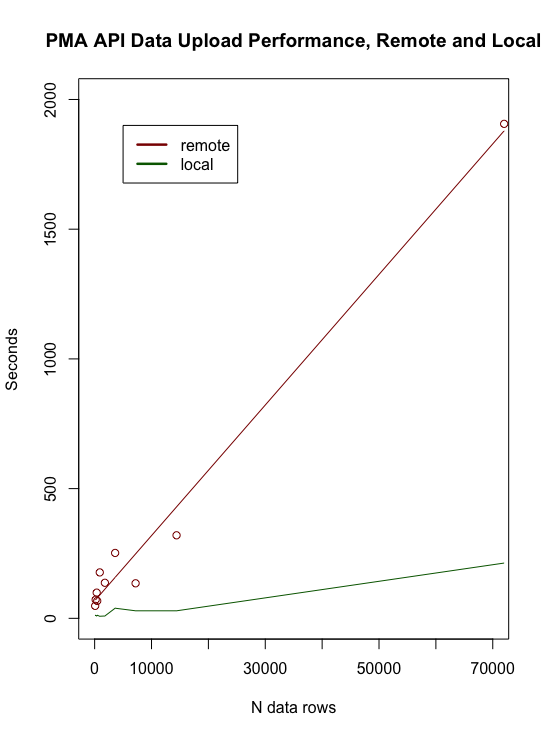 PMA API Data Upload Performance, Remote and Local
2000
1500
1000
500
0
Seconds
remote
local
0 10000 30000 50000 70000
N data rows